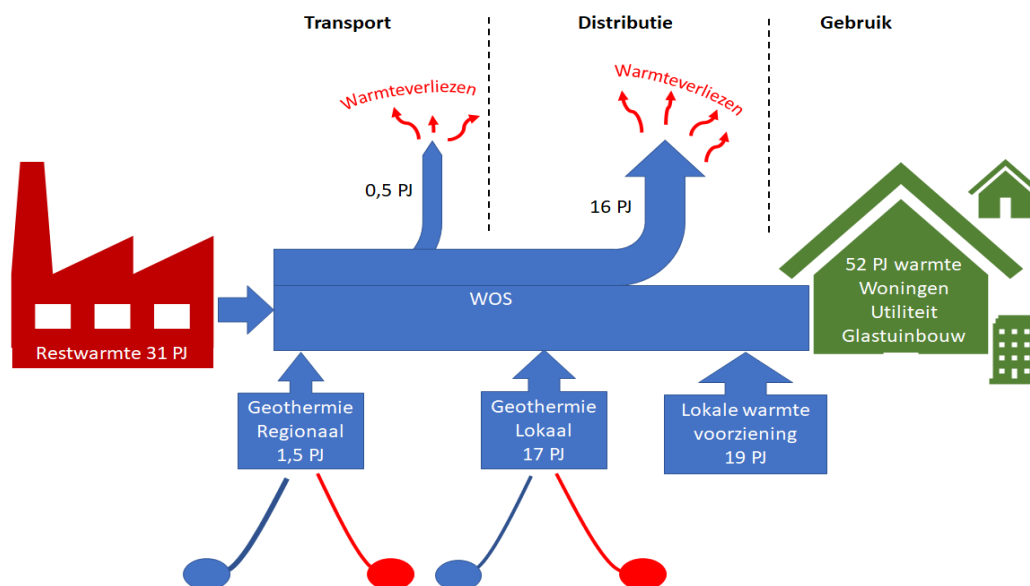 Transport
Distributie
Gebruik
Warmteverliezen
Warmteverliezen
0,5 PJ
16 PJ
52 PJ warmte
Woningen
Utiliteit
Glastuinbouw
WOS
Restwarmte 31 PJ
Geothermie
Regionaal
1,5 PJ
Geothermie
Lokaal
17 PJ
Lokale warmte
voorziening
19 PJ